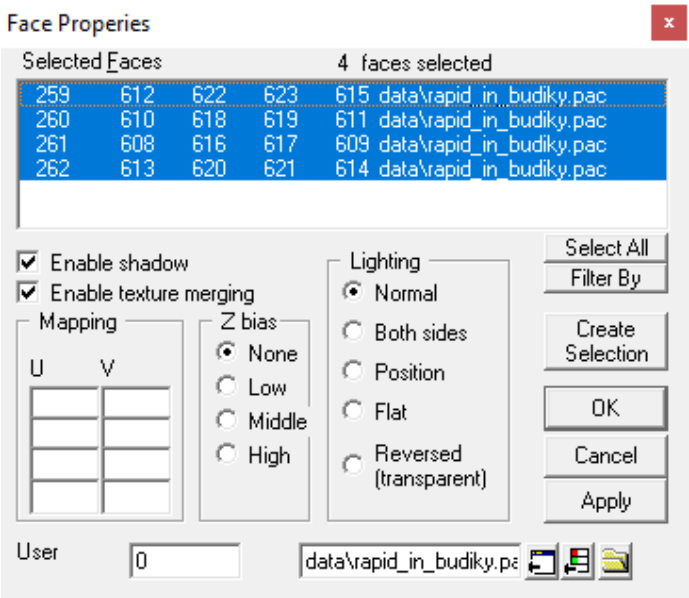 Face Properies
x
Selected Faces 4 faces selected
259 612 622 623 615 data\rapid_in_budiky.pac
260 610 618 619 611 data\rapid_in_budiky.pac
261 608 616 617 609 data\rapid_in_budiky.pac
262 613 620 621 614 data\rapid_in_budiky.pac
Enable shadow
Enable texture merging
Mapping
U V
Z bias
None
Low
Middle
High
Lighting
Normal
Both sides
Position
Flat
Reversed
(transparent)
Select All
Filter By
Create
Selection
OK
Cancel
Apply
User 0 data\rapid_in_budiky.pa